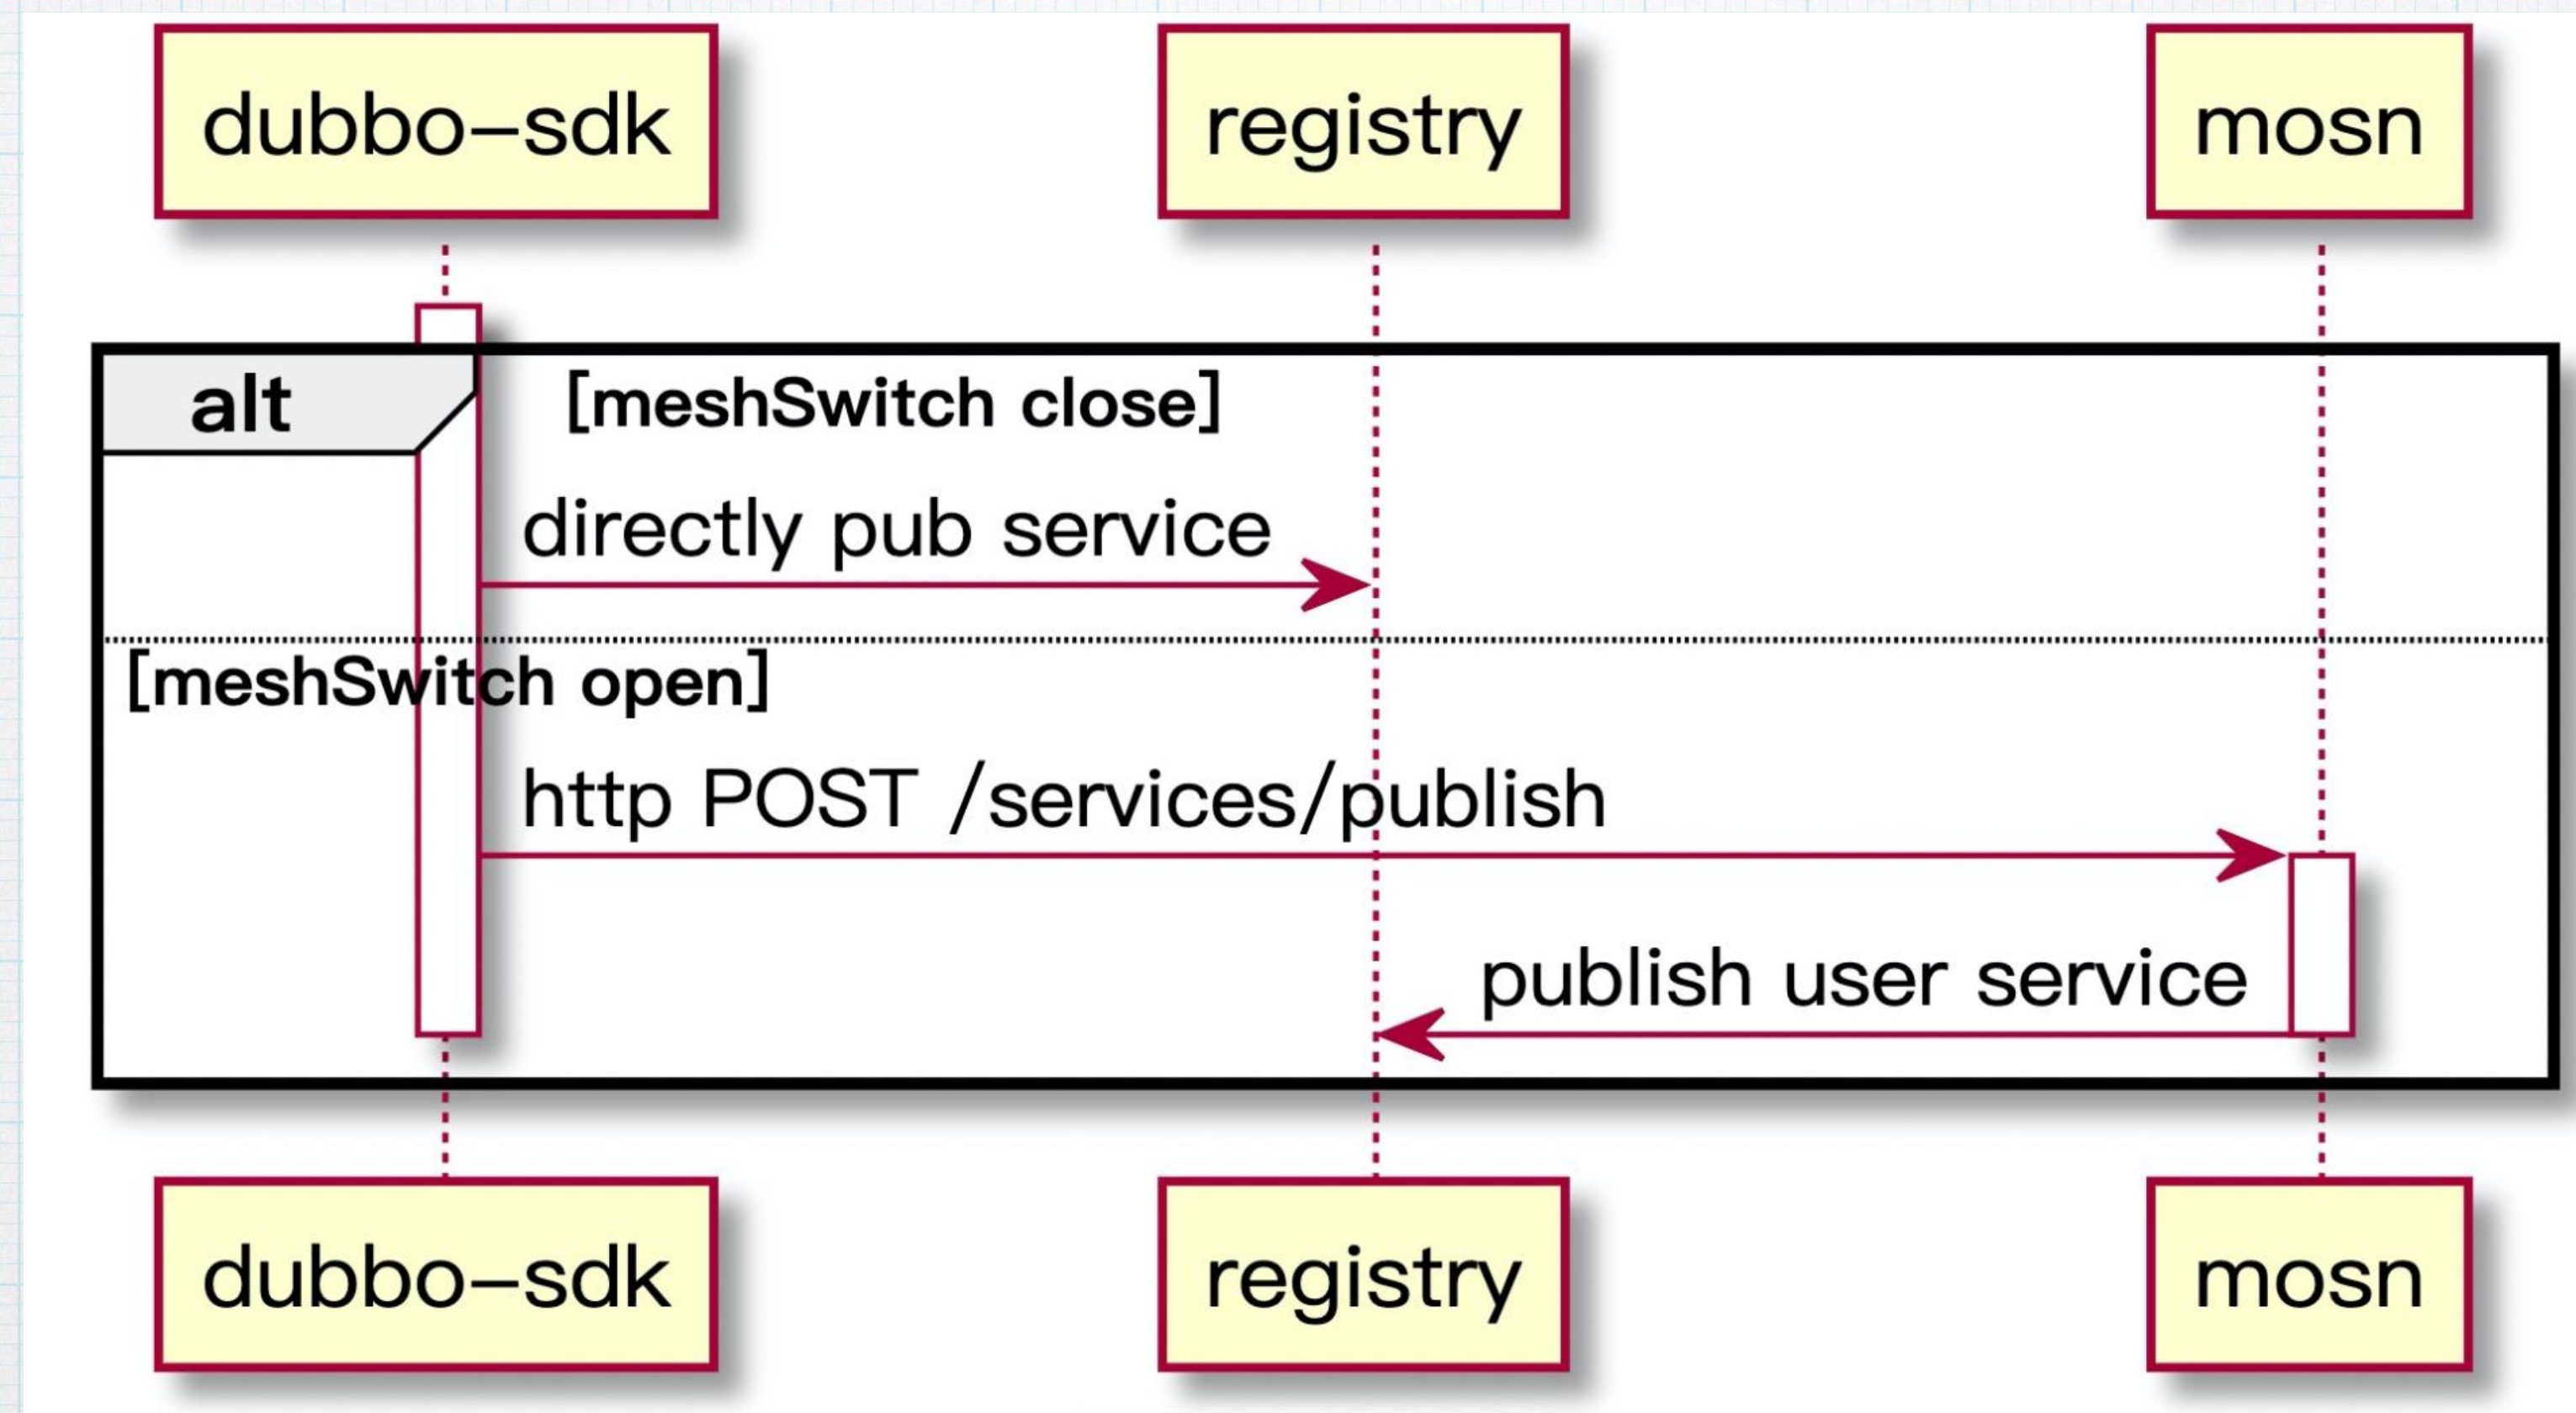 dubbo-sdk
registry
mosn
alt
[meshSwitch close]
directly pub service
[meshSwitch open]
http POST /services/publish
publish user service
dubbo-sdk
registry
mosn